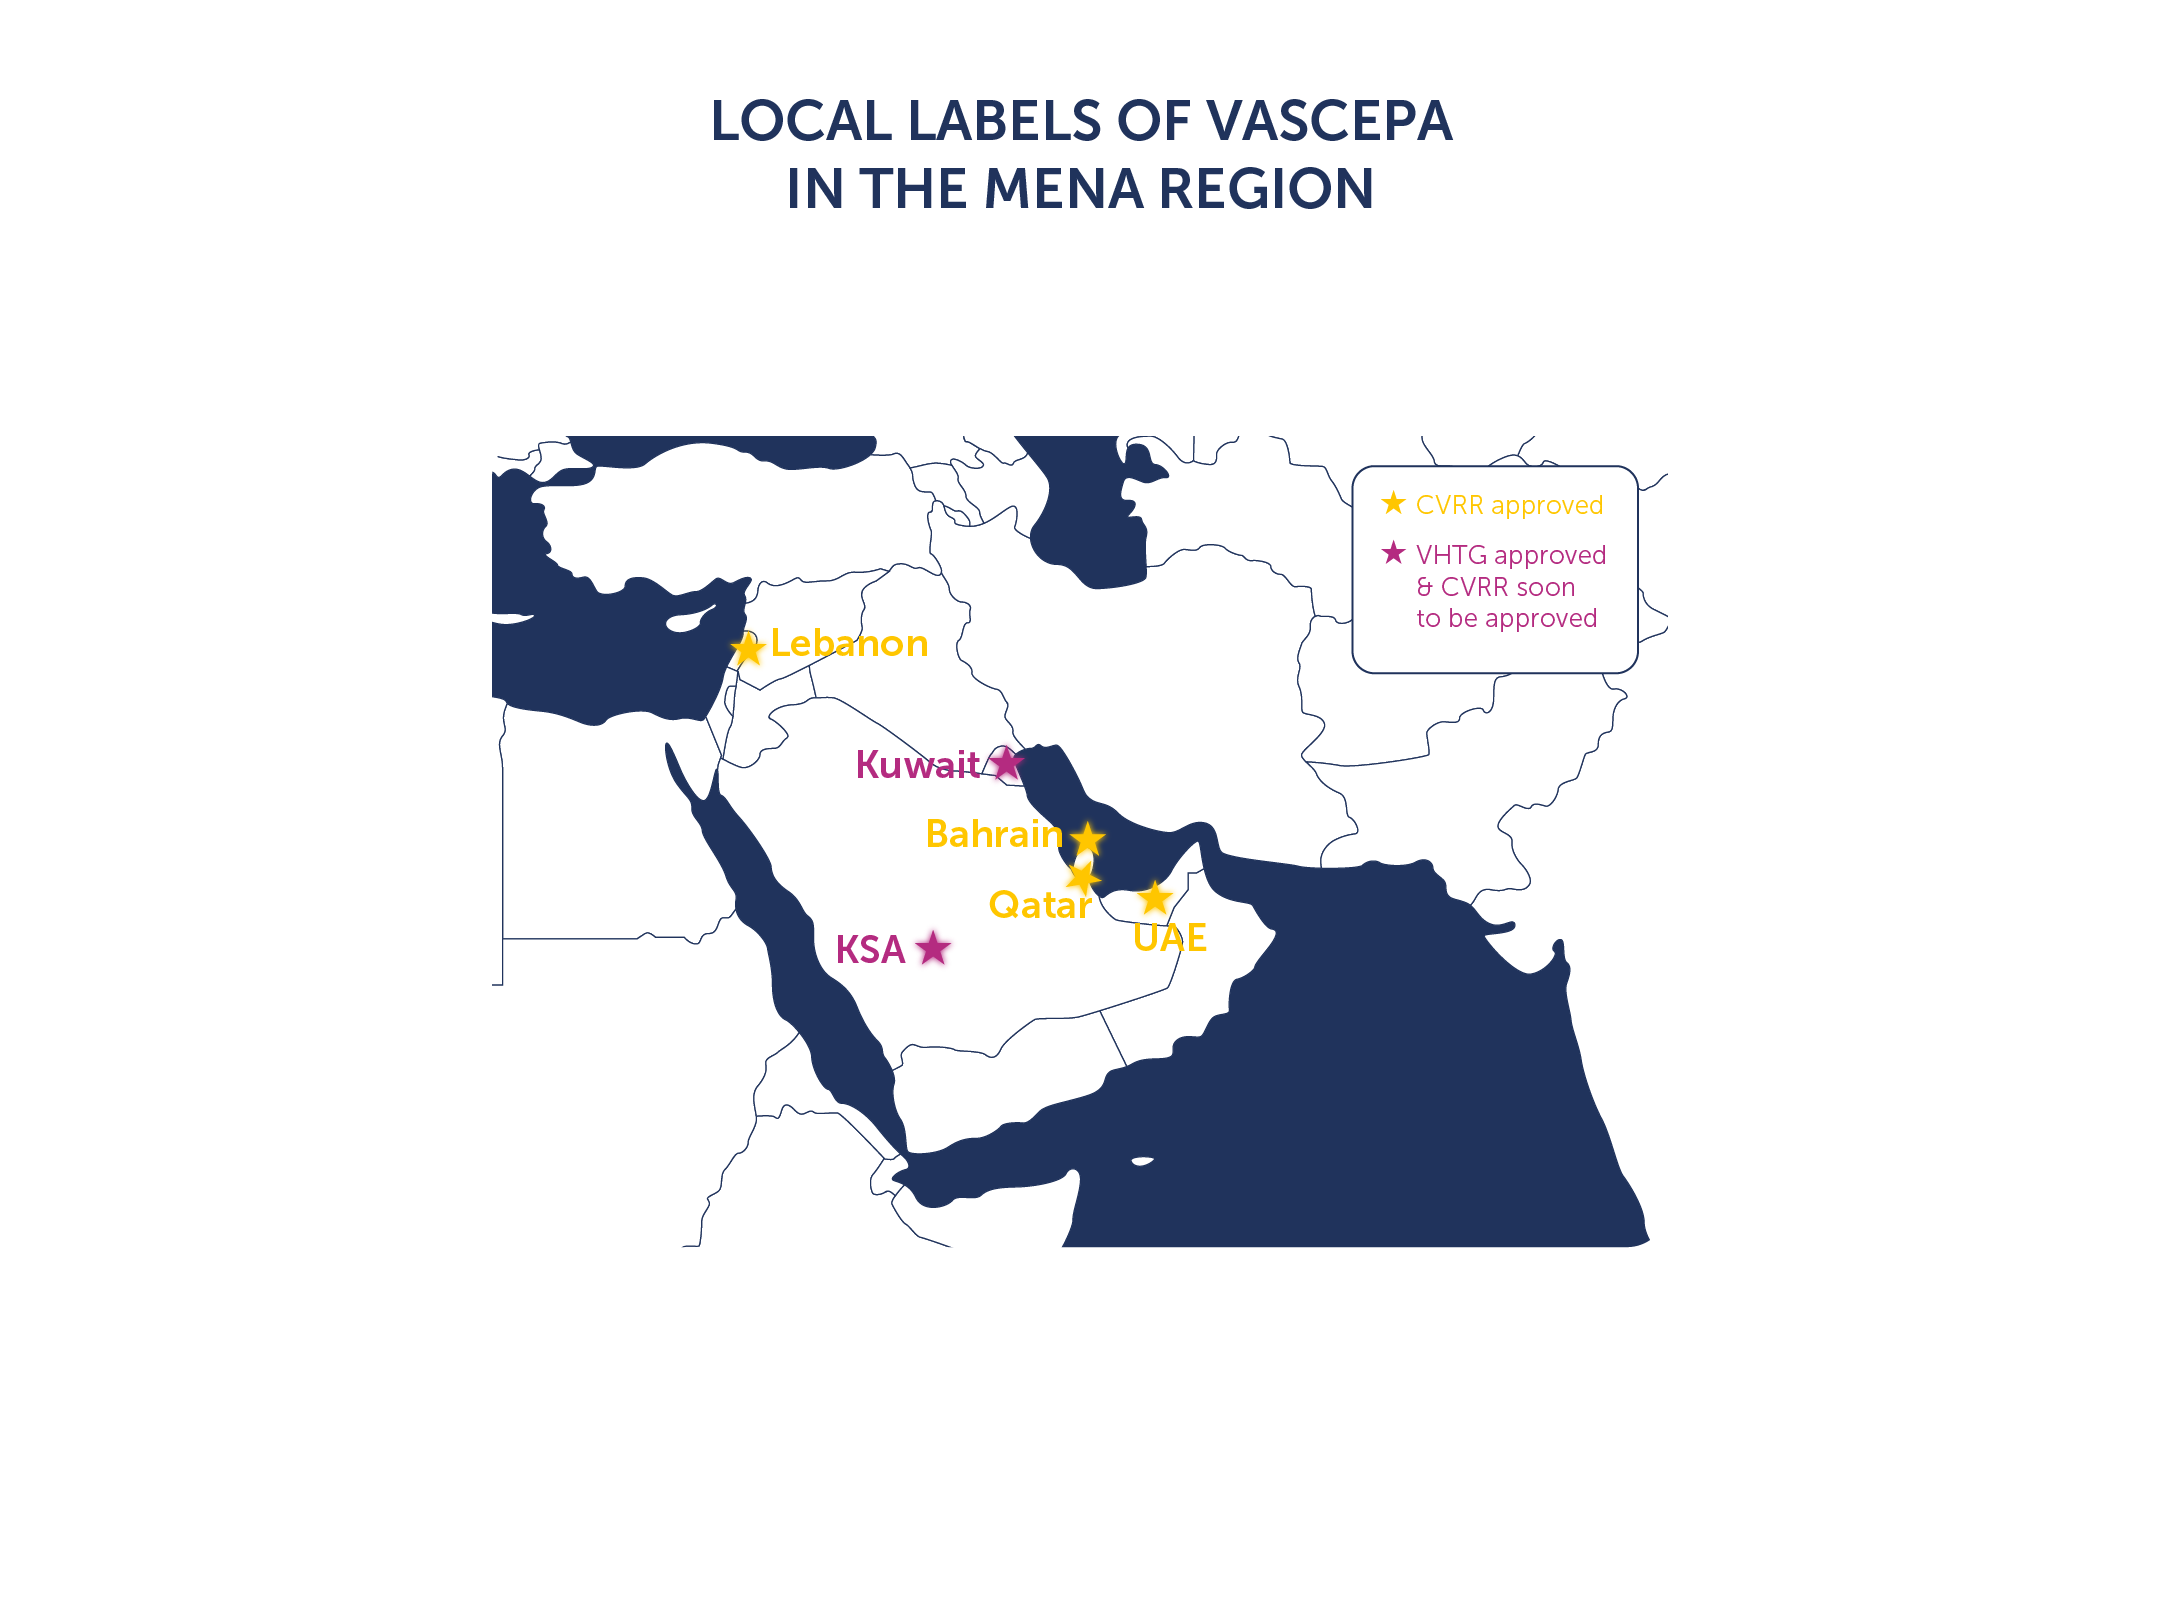 LOCAL LABELS OF VASCEPA
IN THE MENA REGION
CVRR approved
VHTG approved
& CVRR soon
to be approved
Lebanon
Kuwait
Bahrain
Qatar
UAE
KSA